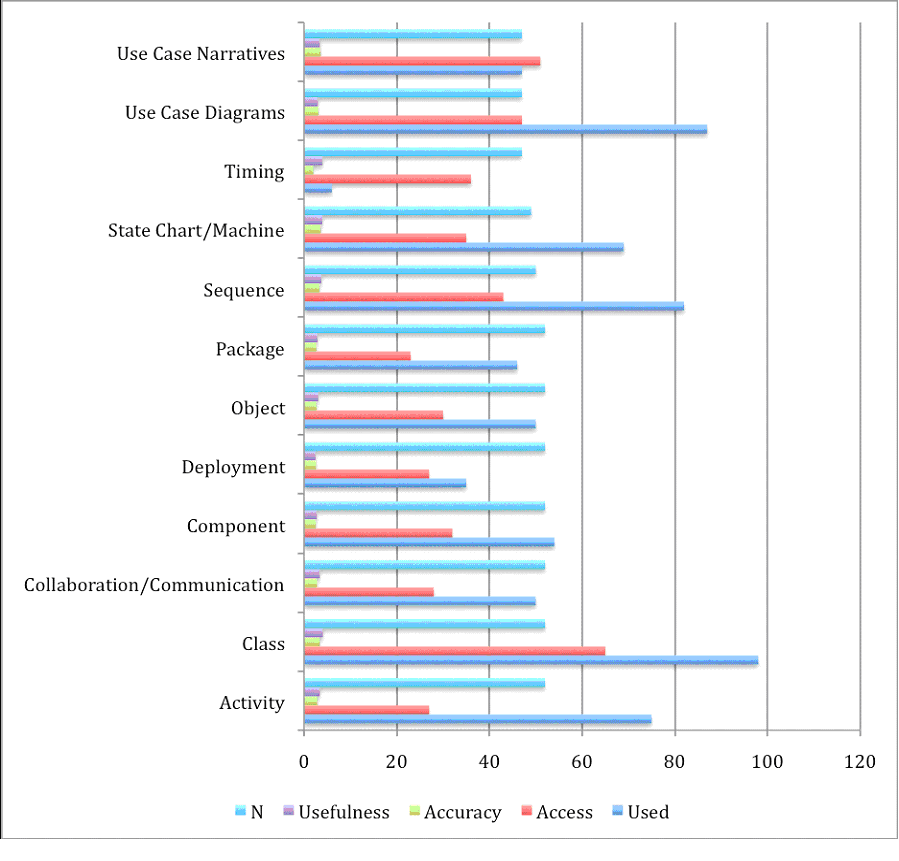 Use Case Narratives
Use Case Diagrams
Timing
State Chart/Machine
Sequence
Package
Object
Deployment
Component
Collaboration/Communication
Class
Activity
0 20 40 60 80 100 120
N Usefulness Accuracy Access Used